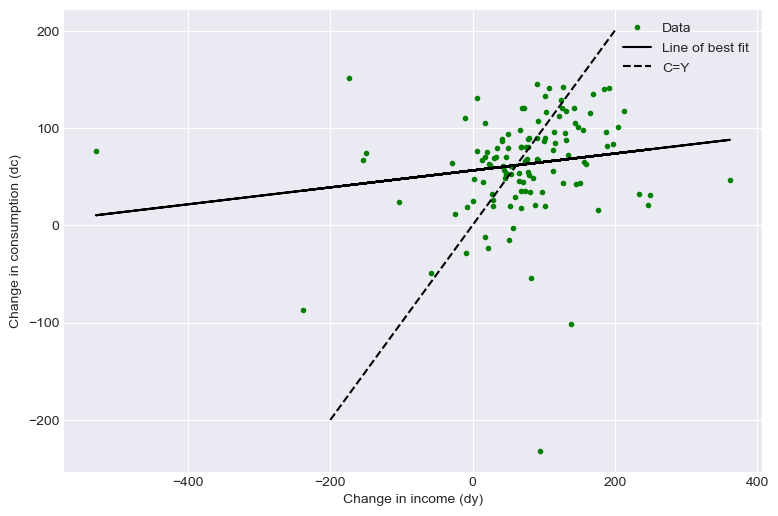 Data
Line of best fit
C=Y
200
100
0
−100
−200
Change in consumption (dc)
−400
−200
0
200
400
Change in income (dy)